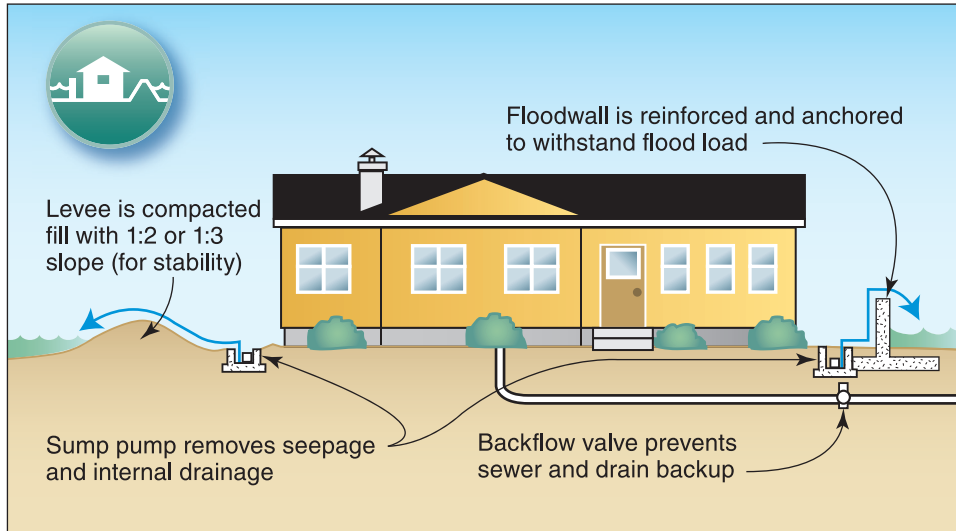 Floodwall is reinforced and anchored
to withstand flood load
Levee is compacted
fill with 1:2 or 1:3
slope (for stability)
Sump pump removes seepage
and internal drainage
Backflow valve prevents
sewer and drain backup